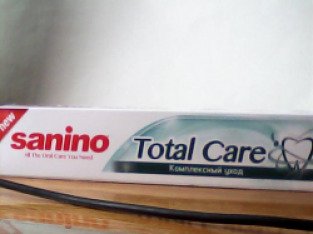 new
sanino
All The Oral Care You Need
Total Care
Комплексный уход